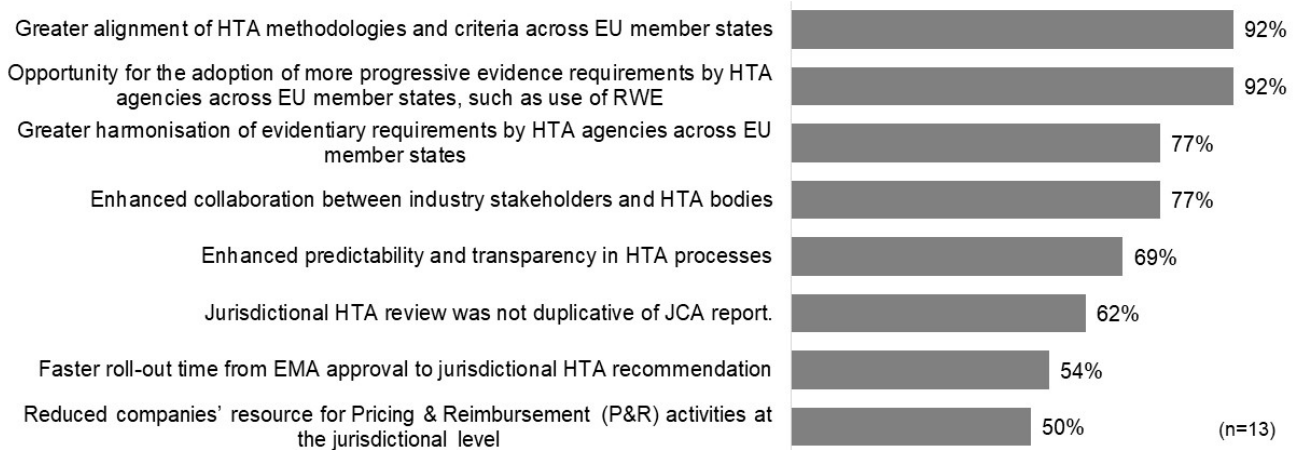 Greater alignment of HTA methodologies and criteria across EU member states 92%
Opportunity for the adoption of more progressive evidence requirements by HTA
agencies across EU member states, such as use of RWE 92%
Greater harmonisation of evidentiary requirements by HTA agencies across EU
member states 77%
Enhanced collaboration between industry stakeholders and HTA bodies 77%
Enhanced predictability and transparency in HTA processes 69%
Jurisdictional HTA review was not duplicative of JCA report. 62%
Faster roll-out time from EMA approval to jurisdictional HTA recommendation 54%
Reduced companies’ resource for Pricing & Reimbursement (P&R) activities at
the jurisdictional level 50% (n=13)